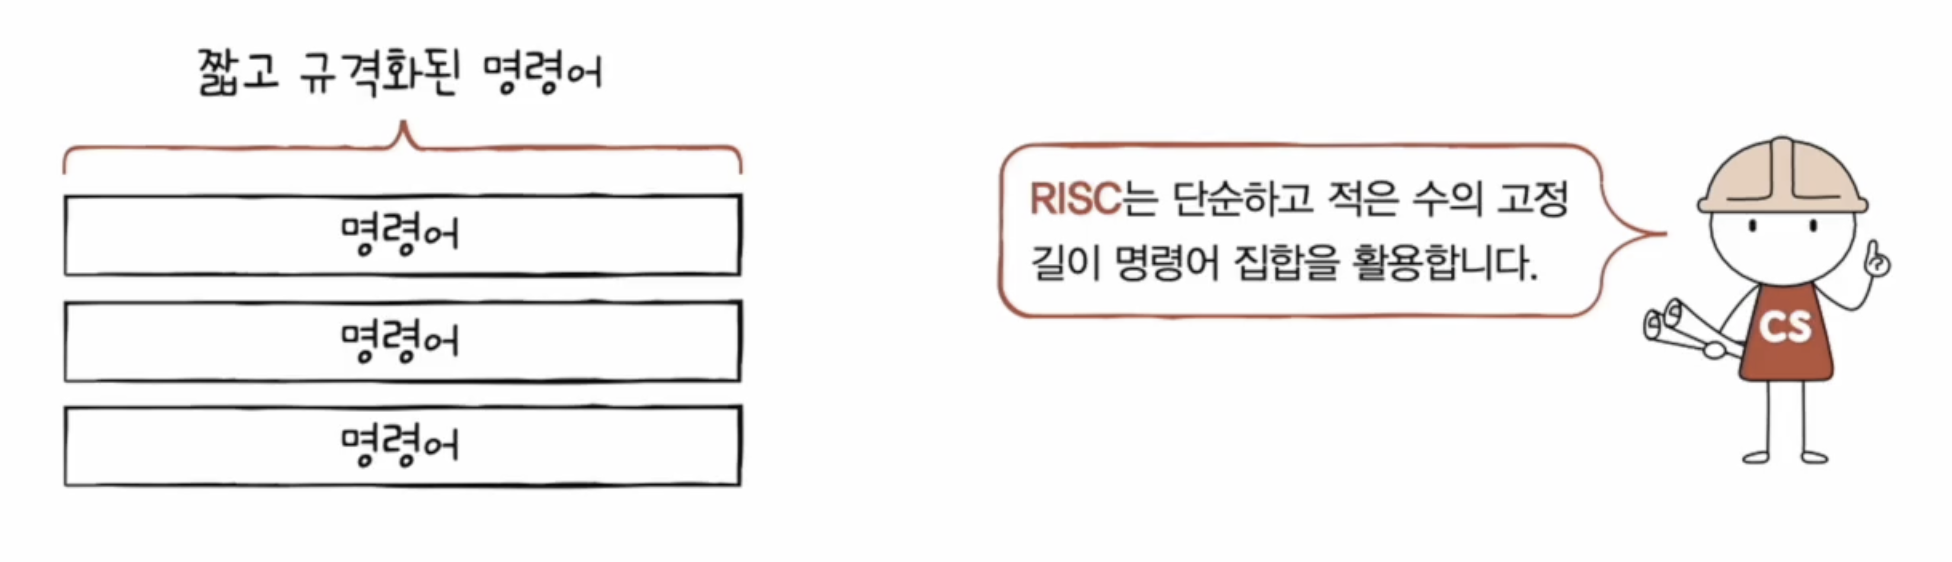 짧고 규격화된 명령어
명령어
명령어
명령어
RISC는 단순하고 적은 수의 고정
길이 명령어 집합을 활용합니다.
CS